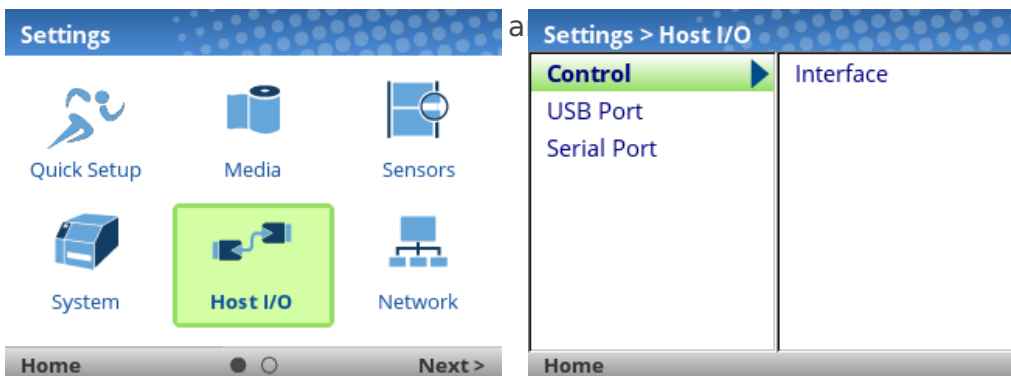 Settings
Quick Setup Media Sensors
System Host I/O Network
Home Next >
a
Settings > Host I/O
Control Interface
USB Port
Serial Port
Home